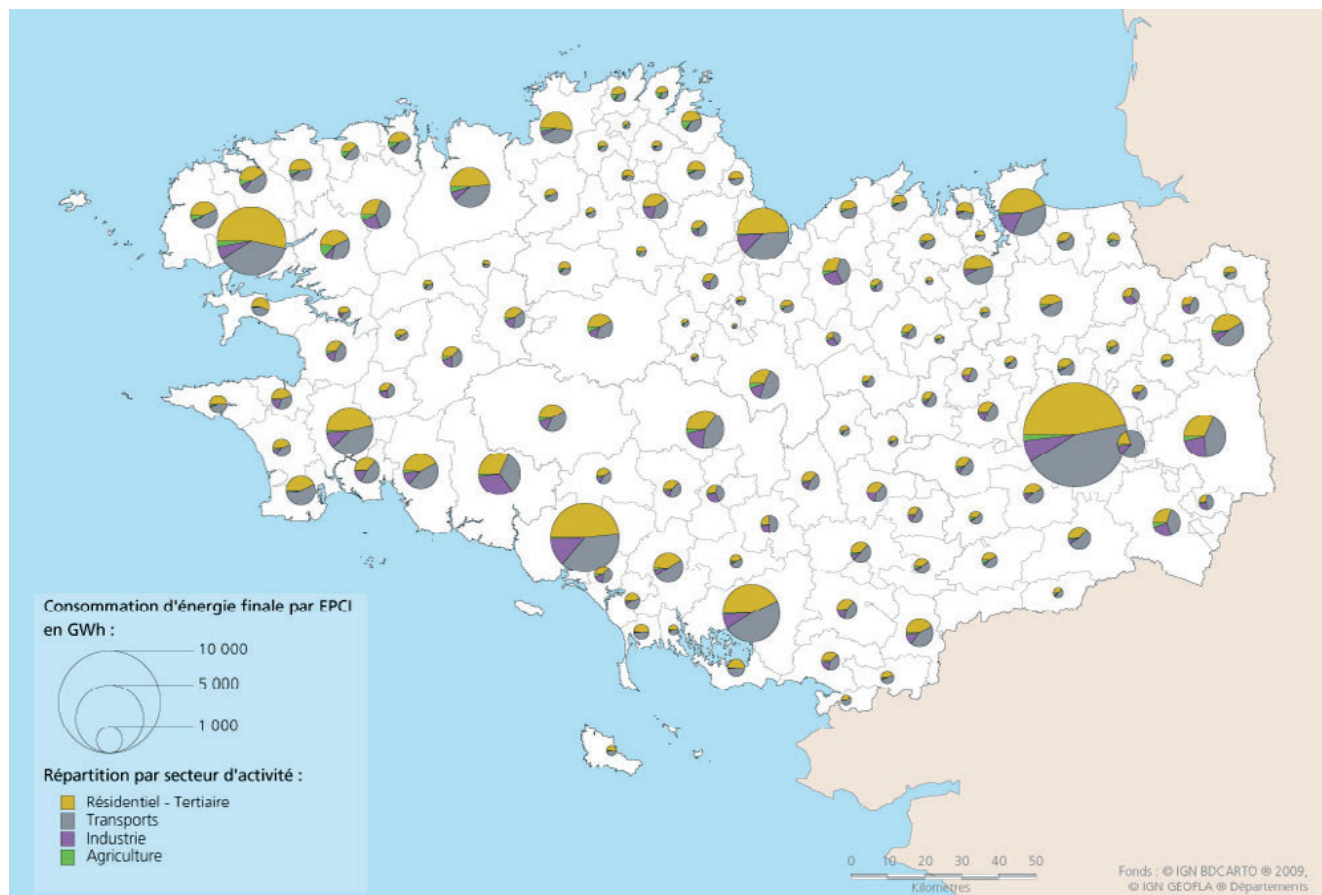 Consommation d'énergie finale par EPCI
en GWh :
10 000
5 000
1 000
Répartition par secteur d'activité :
Résidentiel - Tertiaire
Transports
Industrie
Agriculture
0 10 20 30 40 50
Kilomètres
Fonds : © IGN BDCARTO ® 2009,
© IGN GEOFLA ® Départements